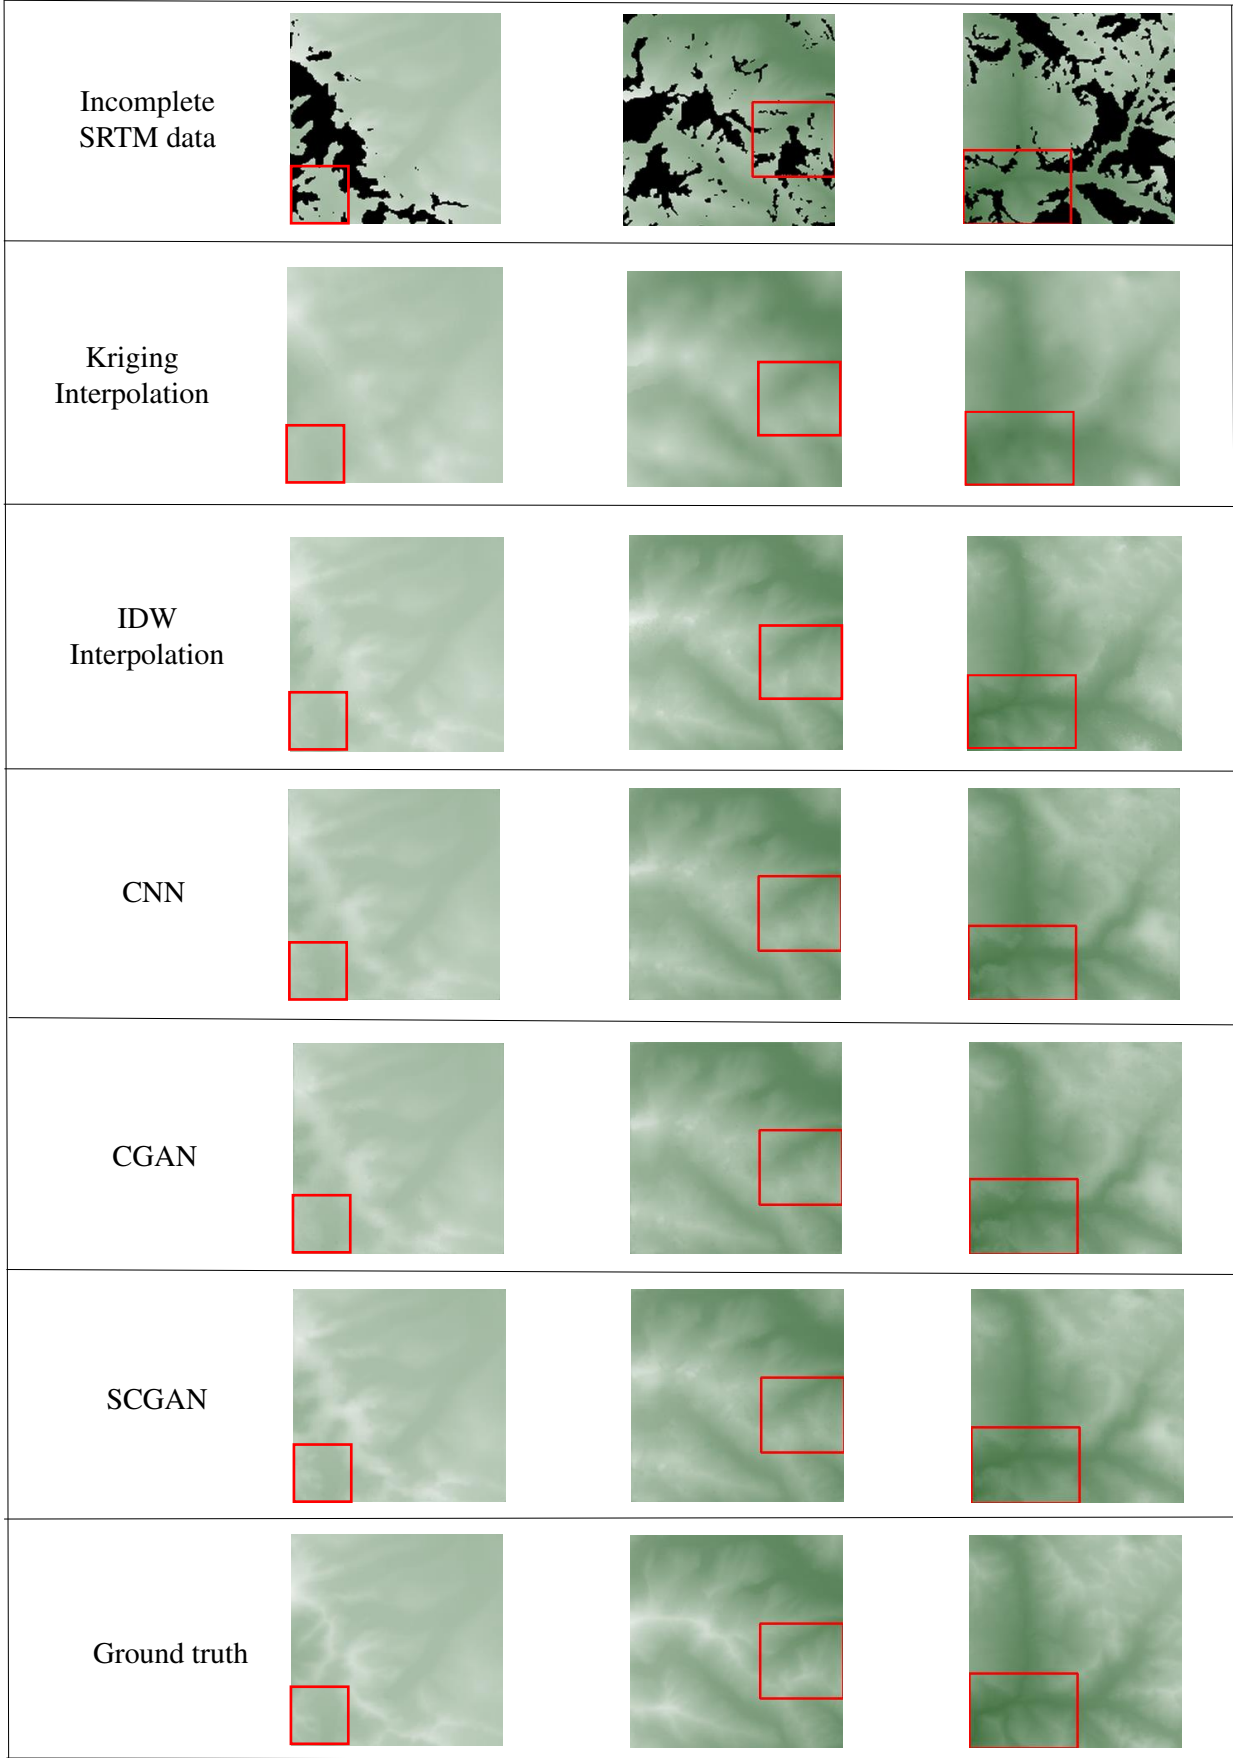 Incomplete
SRTM data
Kriging
Interpolation
IDW
Interpolation
CNN
CGAN
SCGAN
Ground truth